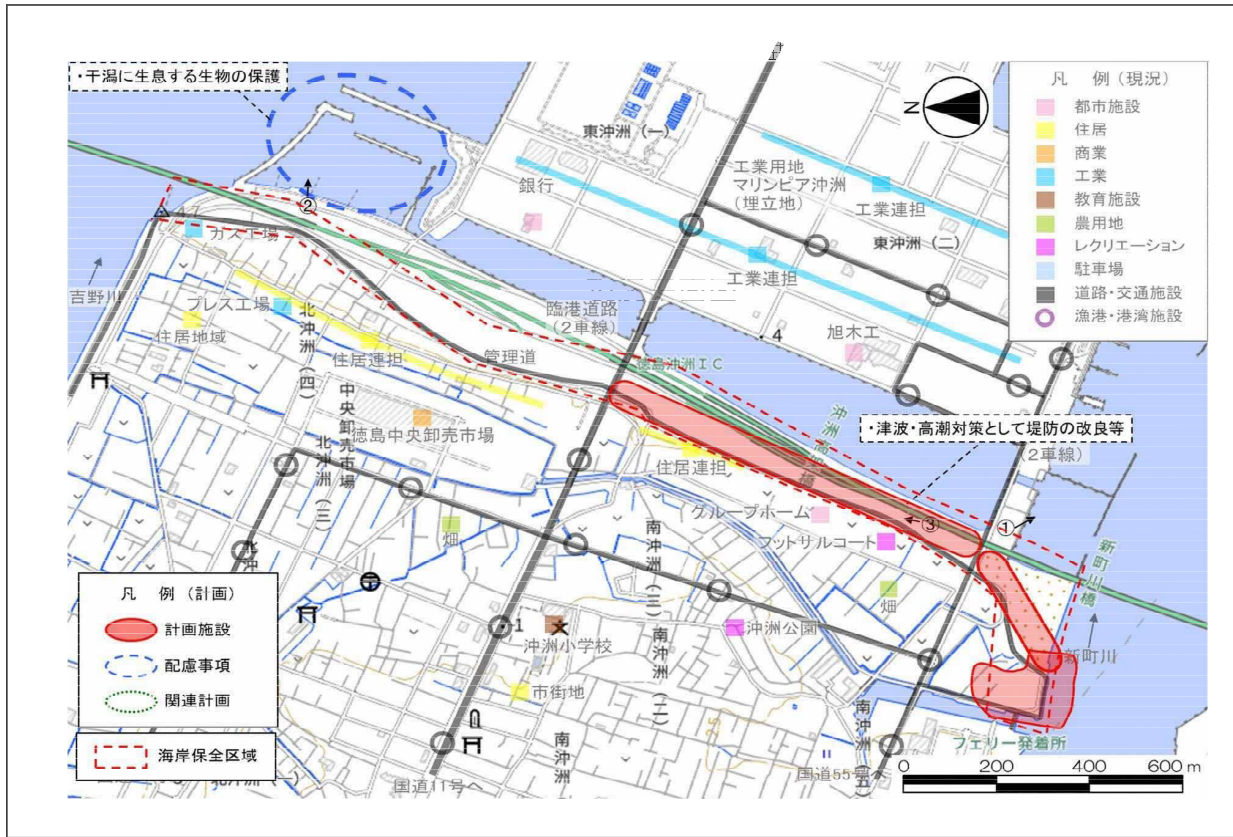 ・干潟に生息する生物の保護
東沖洲（一）
銀行
工業用地
マリンピア沖洲
（埋立地）
工業連担
東沖洲（二）
工業連担
旭木工
4
凡　例（現況）
都市施設
住居
商業
工業
教育施設
農用地
レクリエーション
駐車場
道路・交通施設
漁港・港湾施設
N
②
ガス工場
吉野川
プレス工場
住居地域
北沖洲（四）
住居連担
臨港道路
（2車線）
管理道
徳島沖洲ＩＣ
中央卸売市場
徳島中央卸売市場
北沖洲（三）
・津波・高潮対策として堤防の改良等
（2車線）
住居連担
グループホーム
③
①
フットサルコート
畑
南沖洲（三）
畑
新町川橋
新町川
1
沖洲小学校
沖洲公園
南沖洲（二）
市街地
南沖洲
南沖洲（五）
フェリー発着所
国道11号へ
国道55号へ
凡　例（計画）
計画施設
配慮事項
関連計画
海岸保全区域
0 200 400 600 m